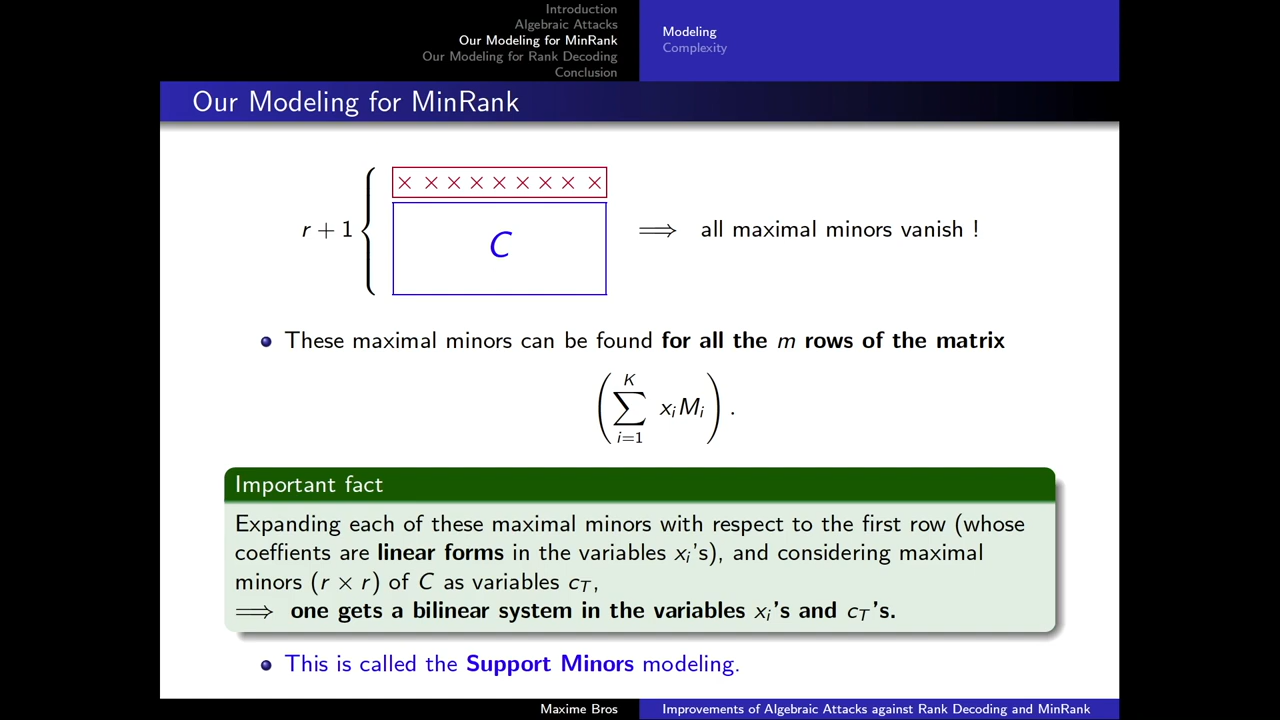 Introduction
Algebraic Attacks
Our Modeling for MinRank
Our Modeling for Rank Decoding
Conclusion
Modeling
Complexity
Our Modeling for MinRank
r + 1 { × × × × × × × × × C ⟹ all maximal minors vanish !
These maximal minors can be found for all the m rows of the matrix
(∑_{i=1}^{K} x_i M_i).
Important fact
Expanding each of these maximal minors with respect to the first row (whose
coeffients are linear forms in the variables x_i's), and considering maximal
minors (r × r) of C as variables c_T,
⟹ one gets a bilinear system in the variables x_i's and c_T's.
This is called the Support Minors modeling.
Maxime Bros
Improvements of Algebraic Attacks against Rank Decoding and MinRank